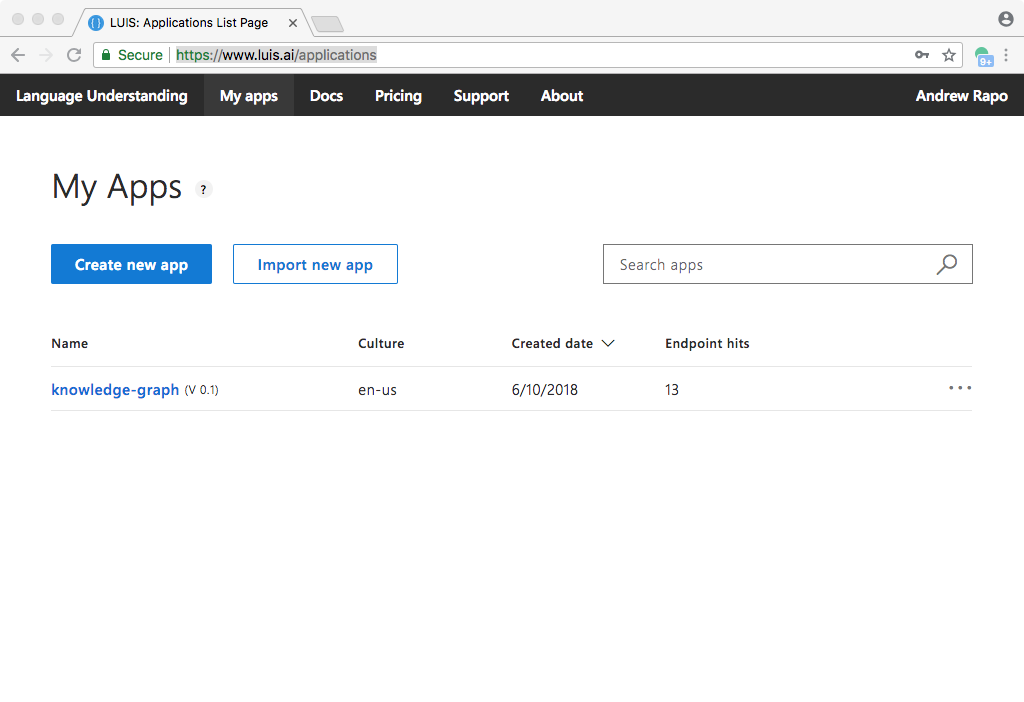 LUIS: Applications List Page
Secure https://www.luis.ai/applications
9+
Language Understanding My apps Docs Pricing Support About Andrew Rapo
My Apps ?
Create new app Import new app Search apps
Name Culture Created date Endpoint hits
knowledge-graph (V 0.1) en-us 6/10/2018 13